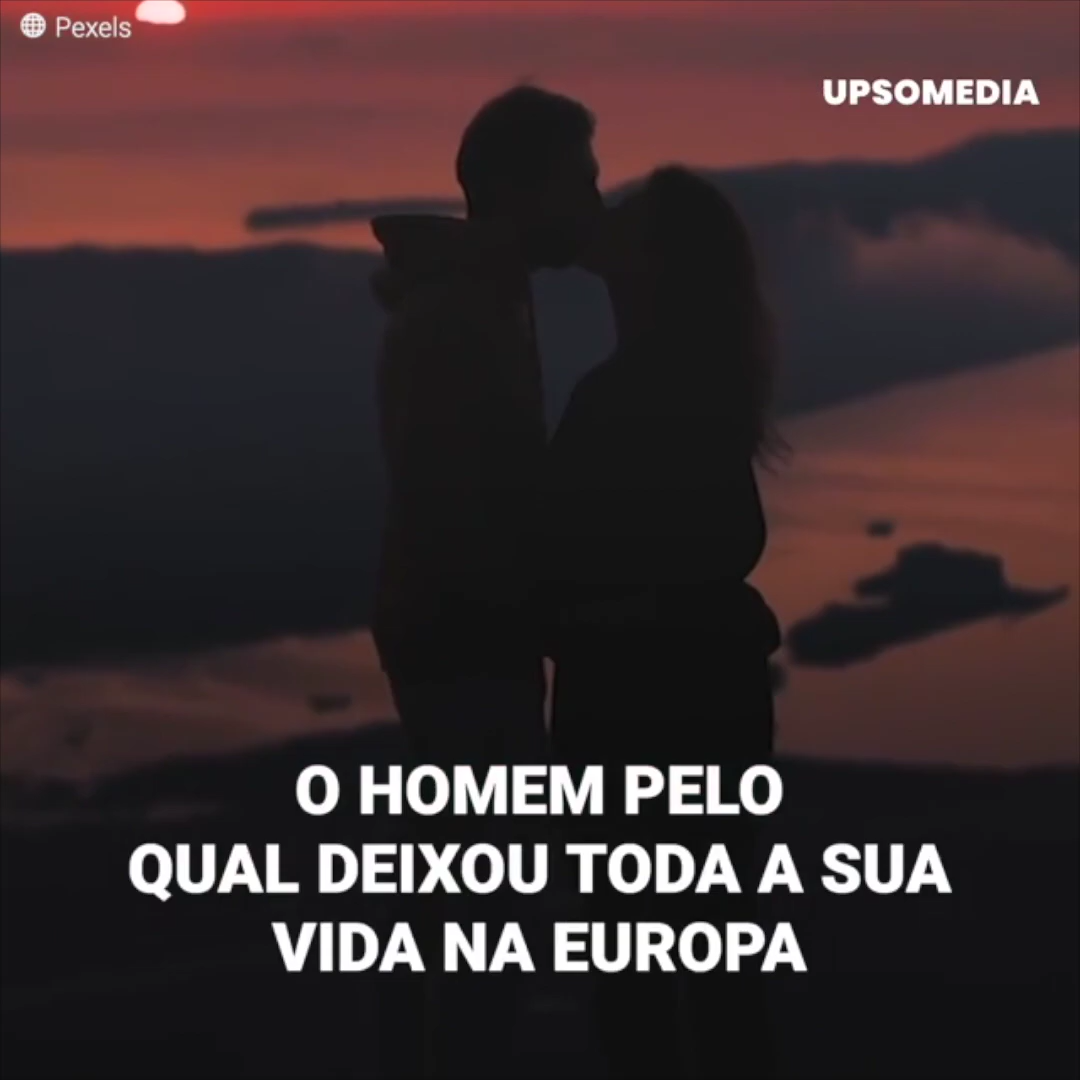 Pexels
UPSOMEDIA
O HOMEM PELO
QUAL DEIXOU TODA A SUA
VIDA NA EUROPA